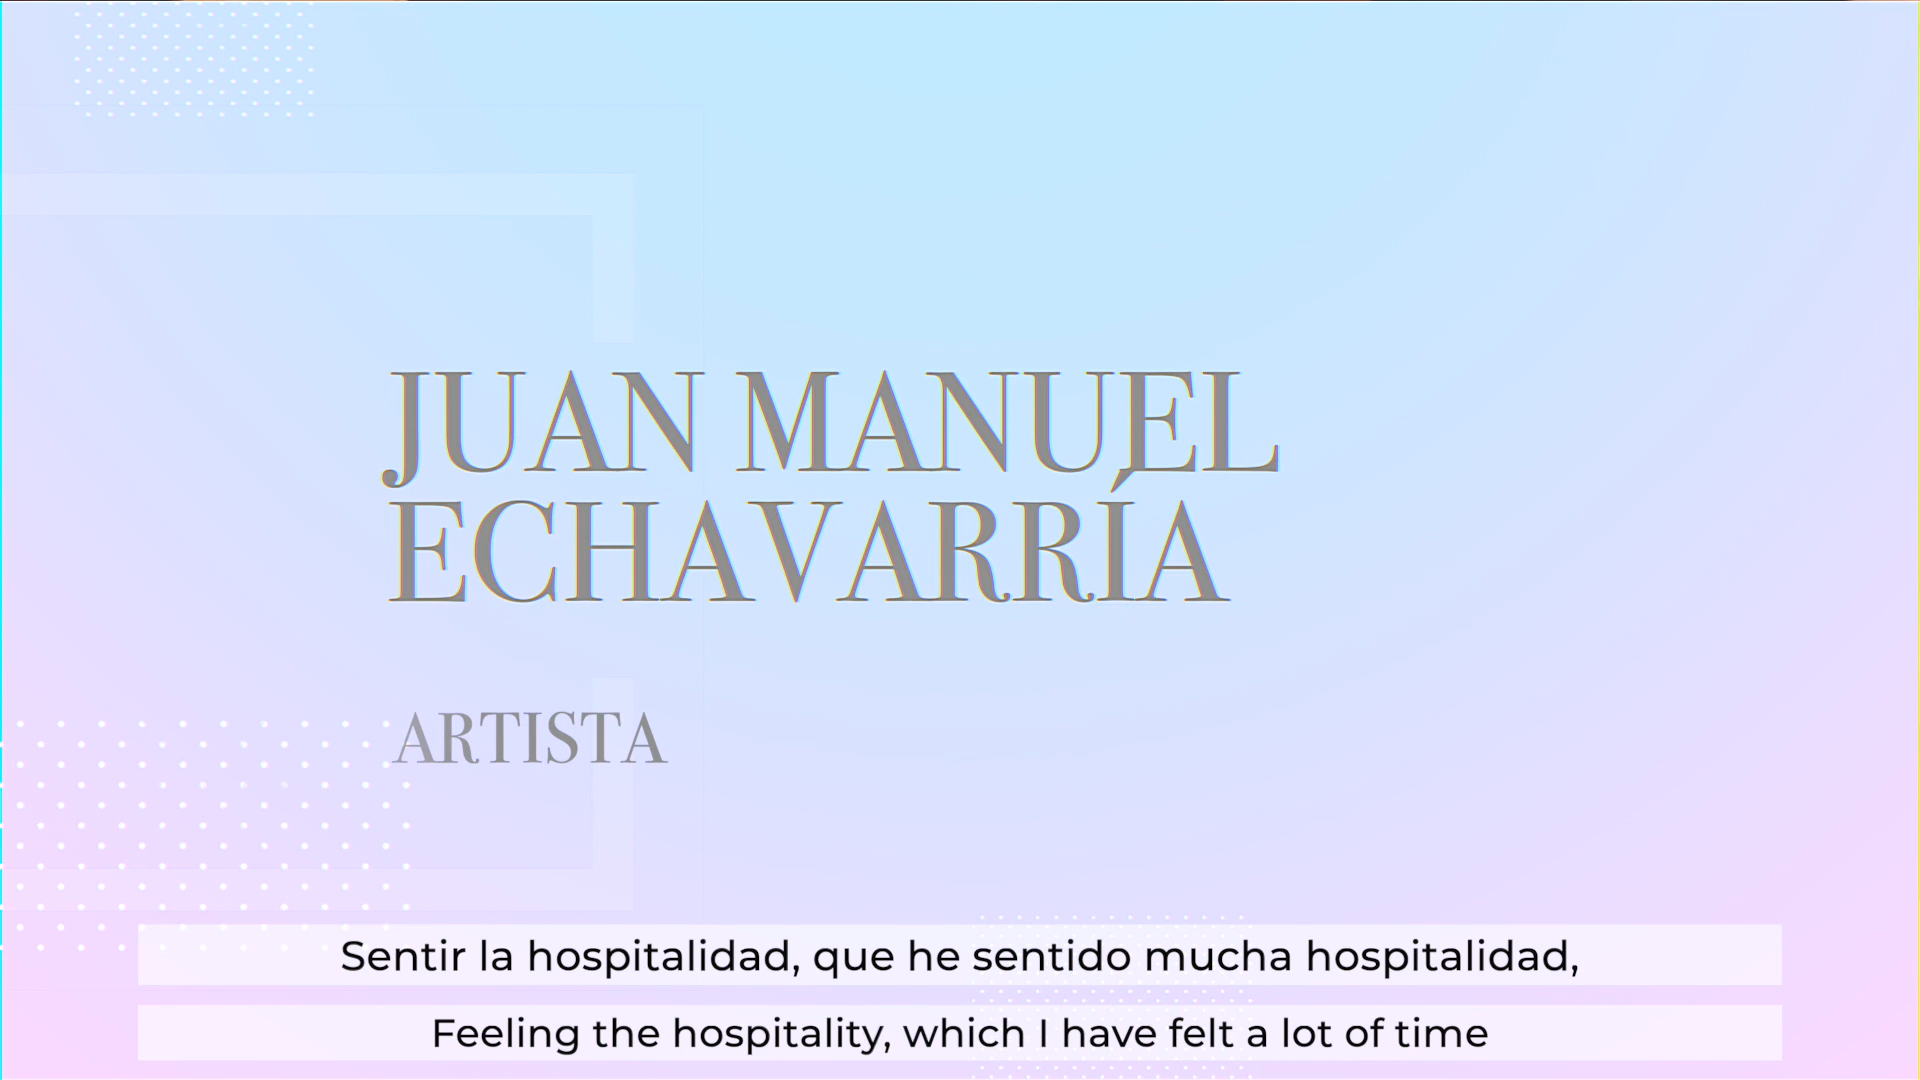 JUAN MANUEL
ECHAVARRÍA
ARTISTA
Sentir la hospitalidad, que he sentido mucha hospitalidad,
Feeling the hospitality, which I have felt a lot of time